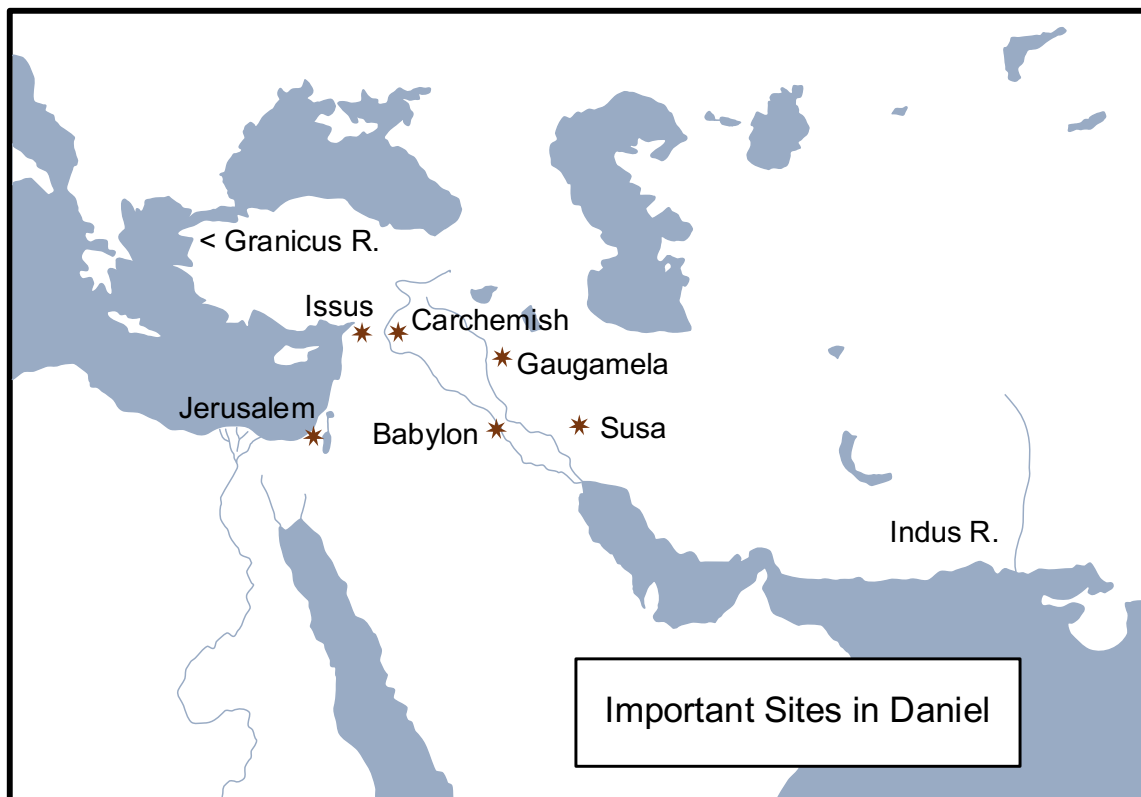 < Granicus R.
Issus
Carchemish
Gaugamela
Jerusalem
Babylon
Susa
Indus R.
Important Sites in Daniel